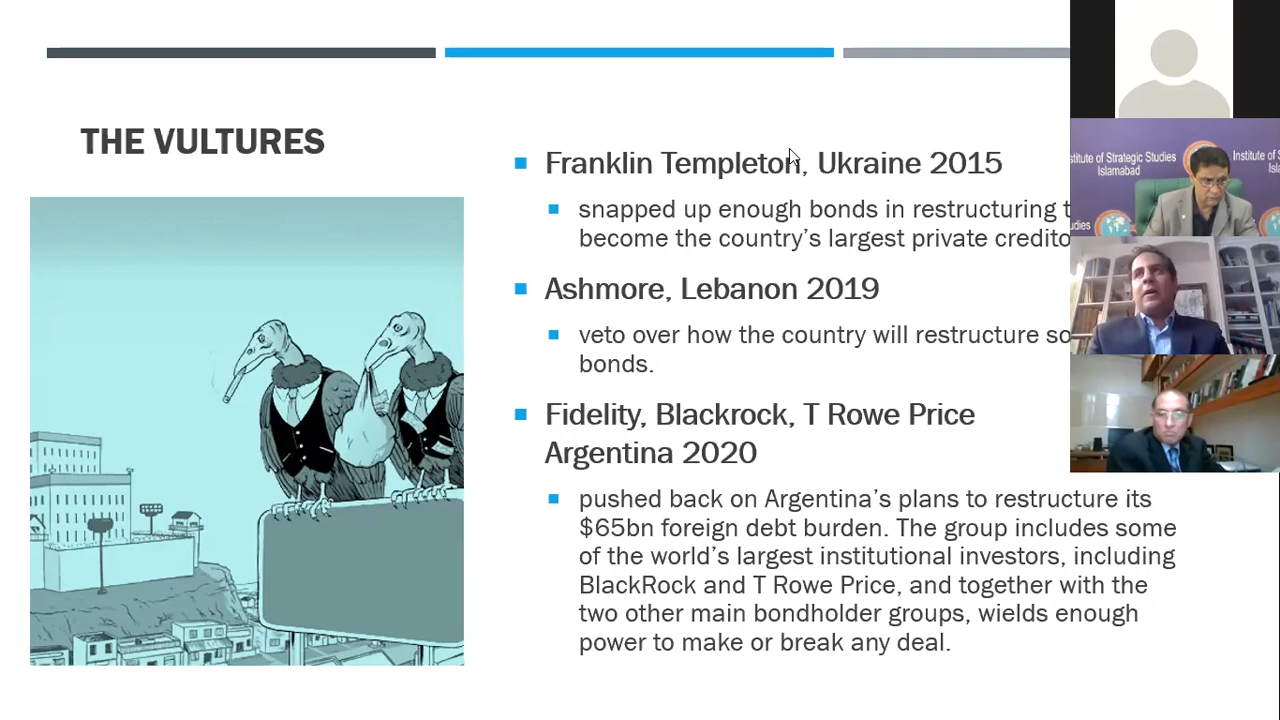 THE VULTURES
Franklin Templeton, Ukraine 2015
snapped up enough bonds in restructuring
become the country's largest private
Ashmore, Lebanon 2019
veto over how the country will restructure
bonds.
Fidelity, Blackrock, T Rowe Price
Argentina 2020
pushed back on Argentina's plans to restructure its
$65bn foreign debt burden. The group includes some
of the world's largest institutional investors, including
BlackRock and T Rowe Price, and together with the
two other main bondholder groups, wields enough
power to make or break any deal.
of Strategic Studies
Islamabad
Institute of